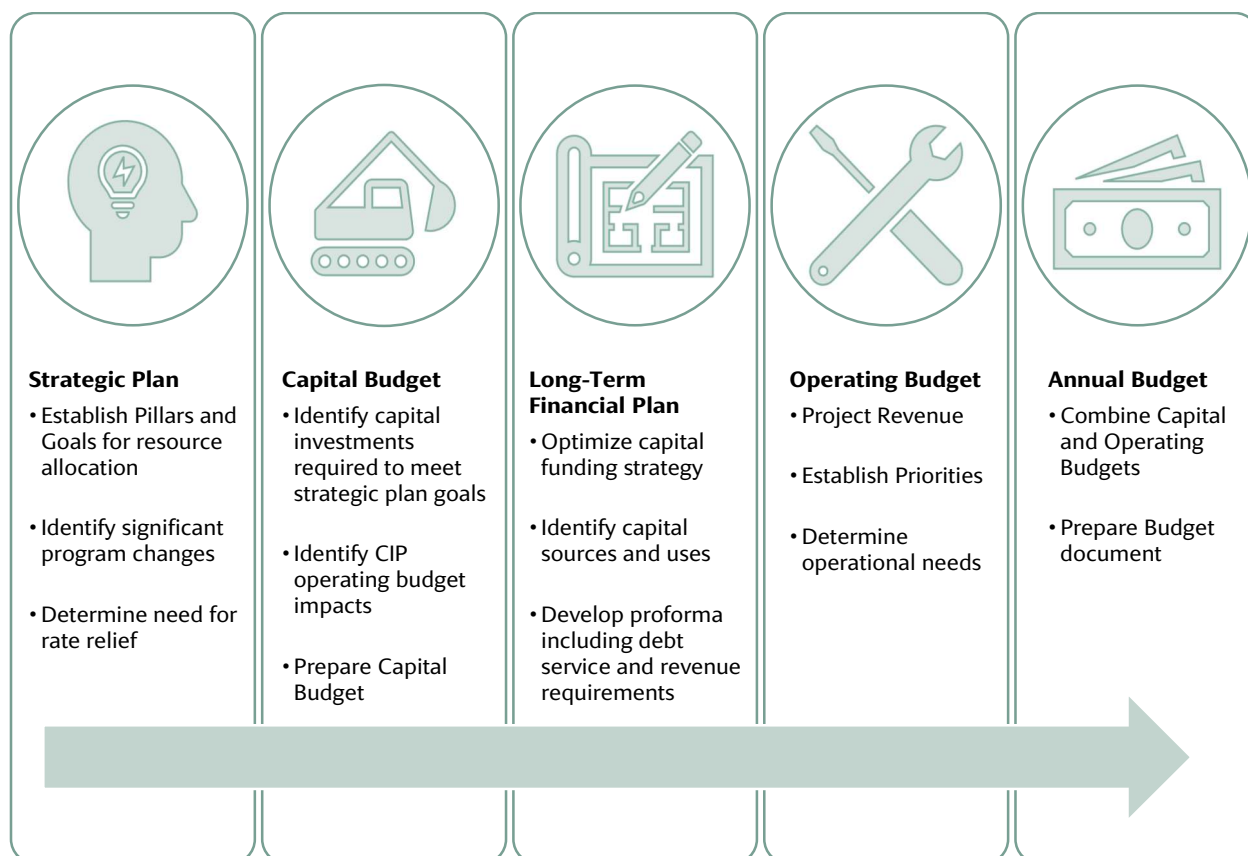 Strategic Plan
• Establish Pillars and
Goals for resource
allocation
• Identify significant
program changes
• Determine need for
rate relief
Capital Budget
• Identify capital
investments
required to meet
strategic plan goals
• Identify CIP
operating budget
impacts
• Prepare Capital
Budget
Long-Term
Financial Plan
• Optimize capital
funding strategy
• Identify capital
sources and uses
• Develop proforma
including debt
service and revenue
requirements
Operating Budget
• Project Revenue
• Establish Priorities
• Determine
operational needs
Annual Budget
• Combine Capital
and Operating
Budgets
• Prepare Budget
document